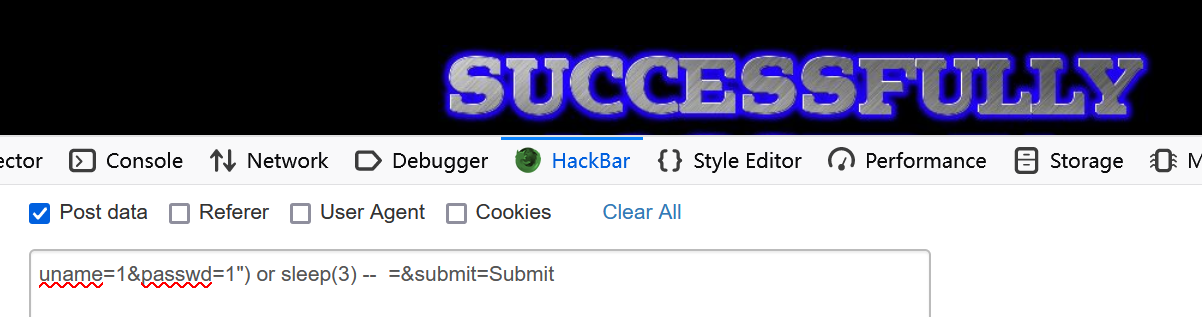 SUCCESSFULLY
ector Console Network Debugger HackBar Style Editor Performance Storage M
Post data Referer User Agent Cookies Clear All
uname=1&passwd=1") or sleep(3) --  =&submit=Submit